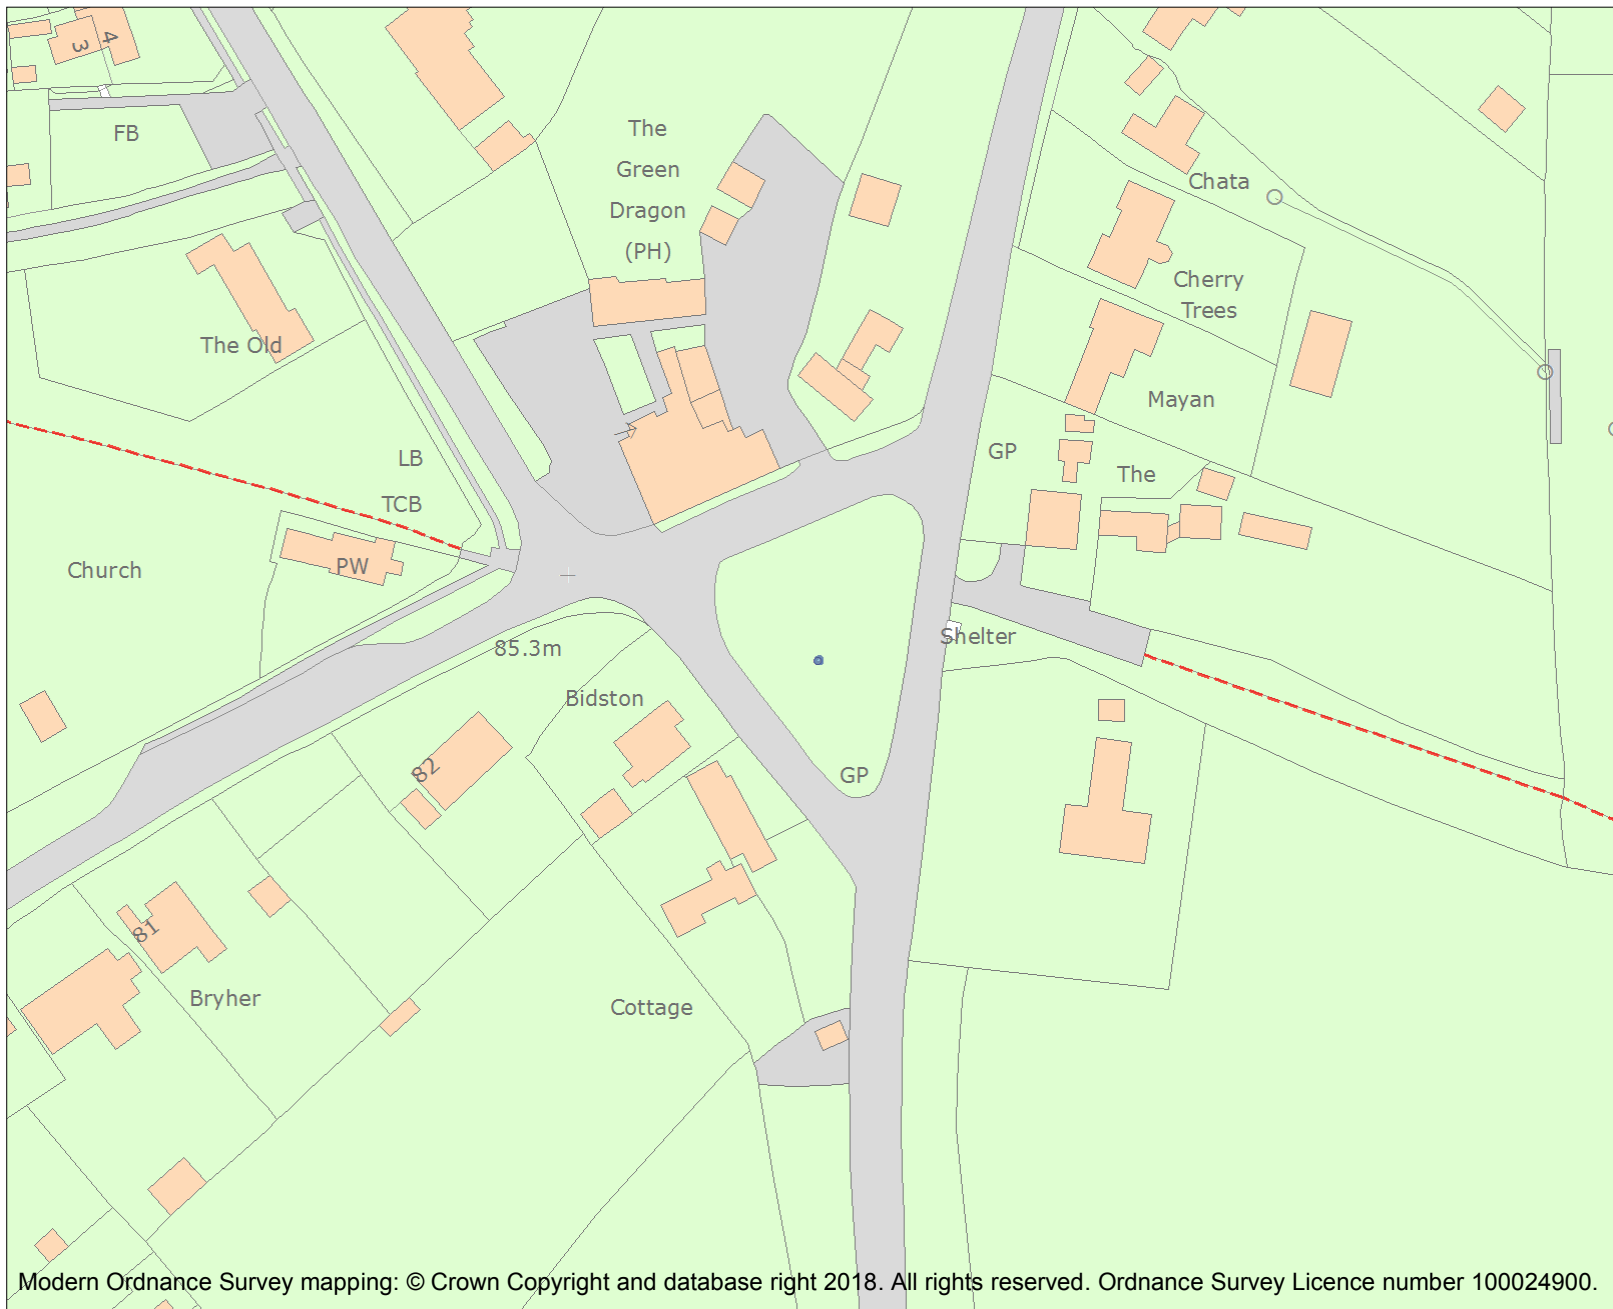 3
4
FB
The
Green
Dragon
(PH)
Chata
Cherry
Trees
The Old
Mayan
LB
GP
The
TCB
PW
Church
Shelter
85.3m
Bidston
82
GP
81
Bryher
Cottage
Modern Ordnance Survey mapping: © Crown Copyright and database right 2018. All rights reserved. Ordnance Survey Licence number 100024900.